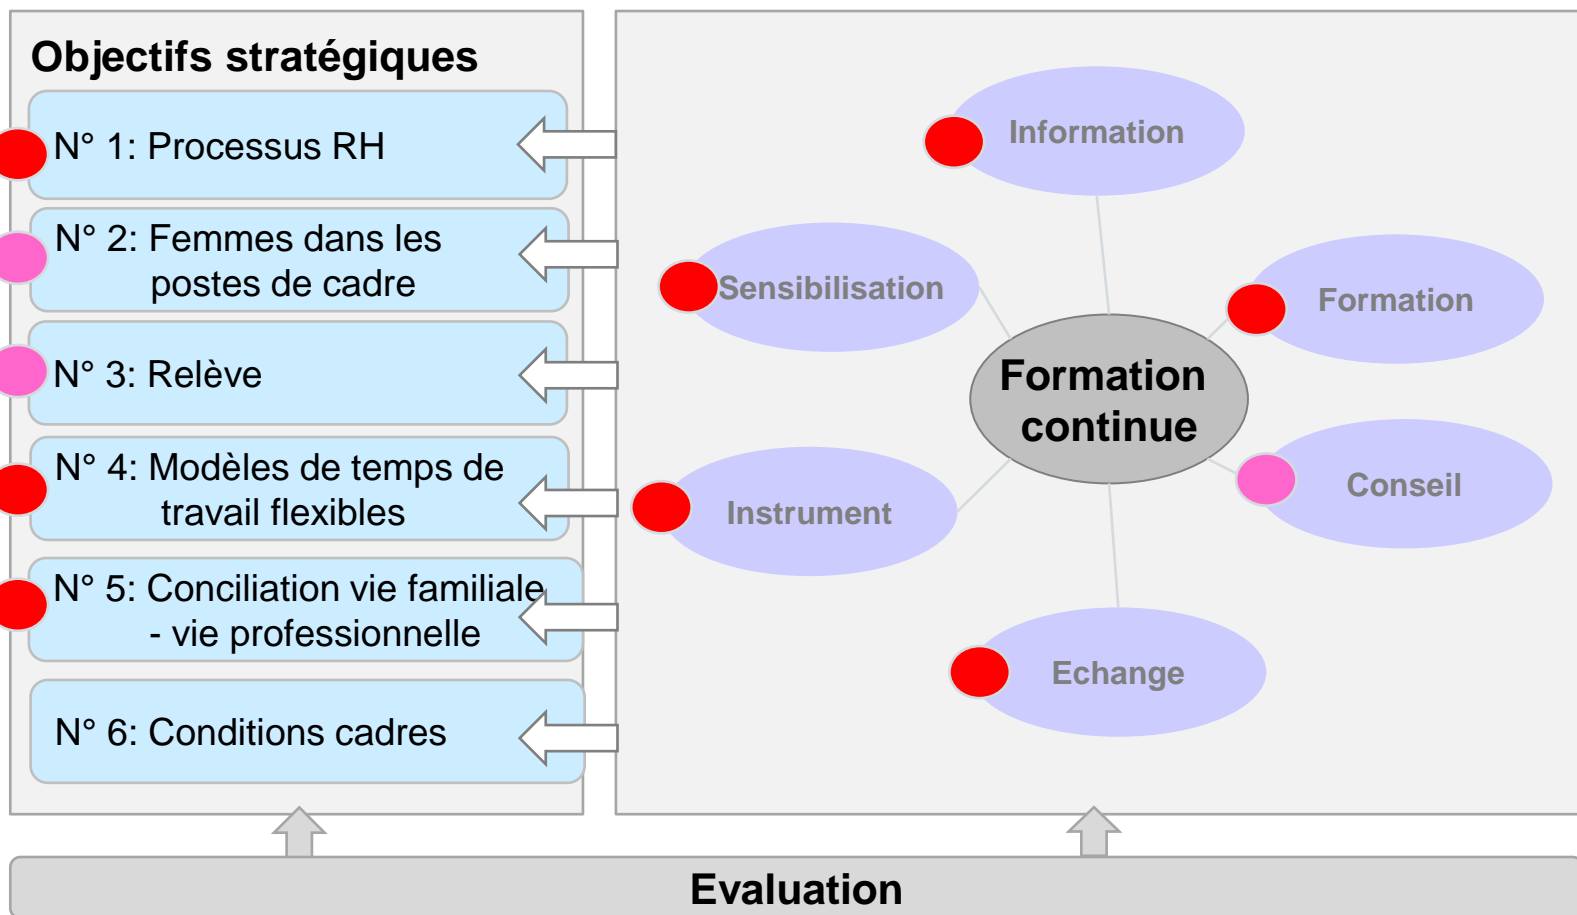 Objectifs stratégiques
N° 1: Processus RH
N° 2: Femmes dans les
postes de cadre
N° 3: Relève
N° 4: Modèles de temps de
travail flexibles
N° 5: Conciliation vie familiale
- vie professionnelle
N° 6: Conditions cadres
Information
Sensibilisation
Formation
Formation
continue
Conseil
Instrument
Echange
Evaluation